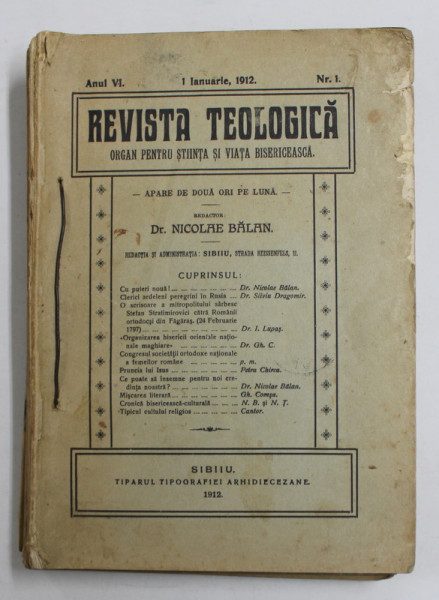 Anul VI. 1 Ianuarie, 1912. Nr. 1.
REVISTA TEOLOGICĂ
ORGAN PENTRU ȘTIINȚA ȘI VIAȚA BISERICEASCĂ.
— APARE DE DOUĂ ORI PE LUNĂ. —
REDACTOR:
Dr. NICOLAE BĂLAN.
REDACȚIA ȘI ADMINISTRAȚIA: SIBIIU, STRADA REISSENFELS, 11.
CUPRINSUL:
Cu puteri nouă! Dr. Nicolae Bălan.
Clerici ardeleni peregrini în Rusia Dr. Silviu Dragomir.
O scrisoare a mitropolitului sârbesc
Ștefan Stratimirovici cătră Românii
ortodocși din Făgăraș, (24 Februarie
1797) Dr. I. Lupaș.
«Organizarea bisericii orientale națio-
nale maghiare» Dr. Gh. C.
Congresul societății ortodoxe naționale
a femeilor române p. m.
Pruncia lui Isus Petru Chirca.
Ce poate să însemne pentru noi cre-
dința noastră? Dr. Nicolae Bălan.
Mișcarea literară Gh. Comșa.
Cronică bisericească-culturală N. B. și N. T.
Tipicul cultului religios Cantor.
SIBIIU.
TIPARUL TIPOGRAFIEI ARHIDIECEZANE.
1912.